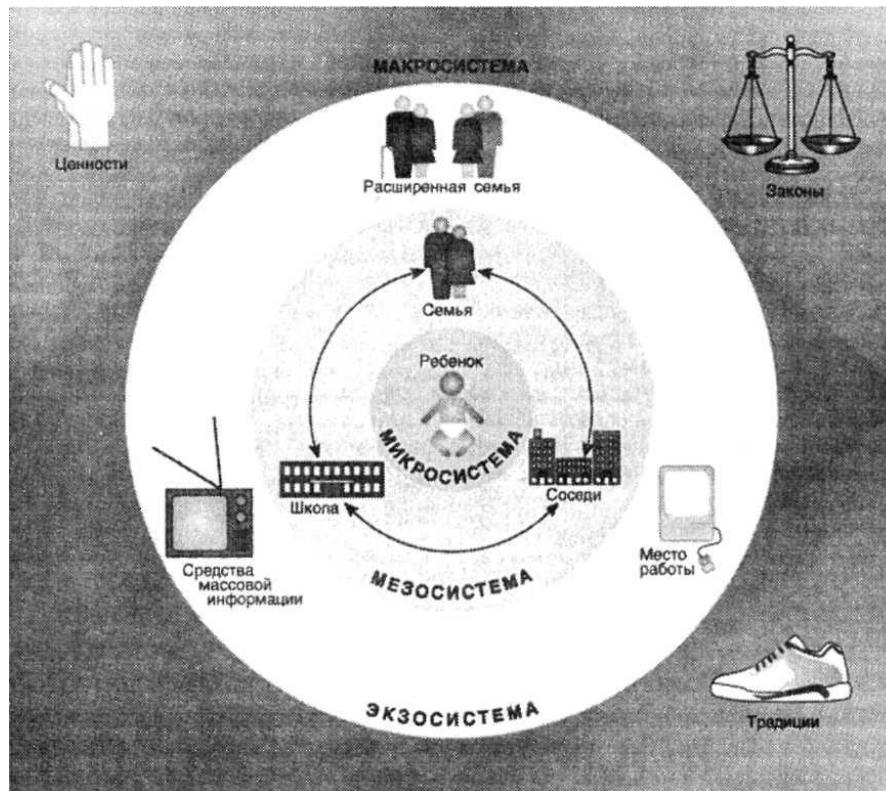 МАКРОСИСТЕМА
Ценности
Законы
Расширенная семья
Семья
Ребенок
МИКРОСИСТЕМА
Школа
Соседи
Средства
массовой
информации
Место
работы
МЕЗОСИСТЕМА
ЭКЗОСИСТЕМА
Традиции